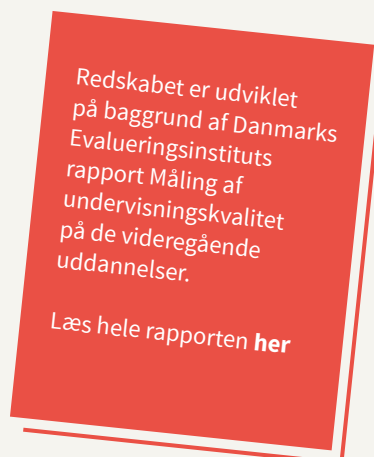 Redskabet er udviklet
på baggrund af Danmarks
Evalueringsinstituts
rapport Måling af
undervisningskvalitet
på de videregående
uddannelser.
Læs hele rapporten her